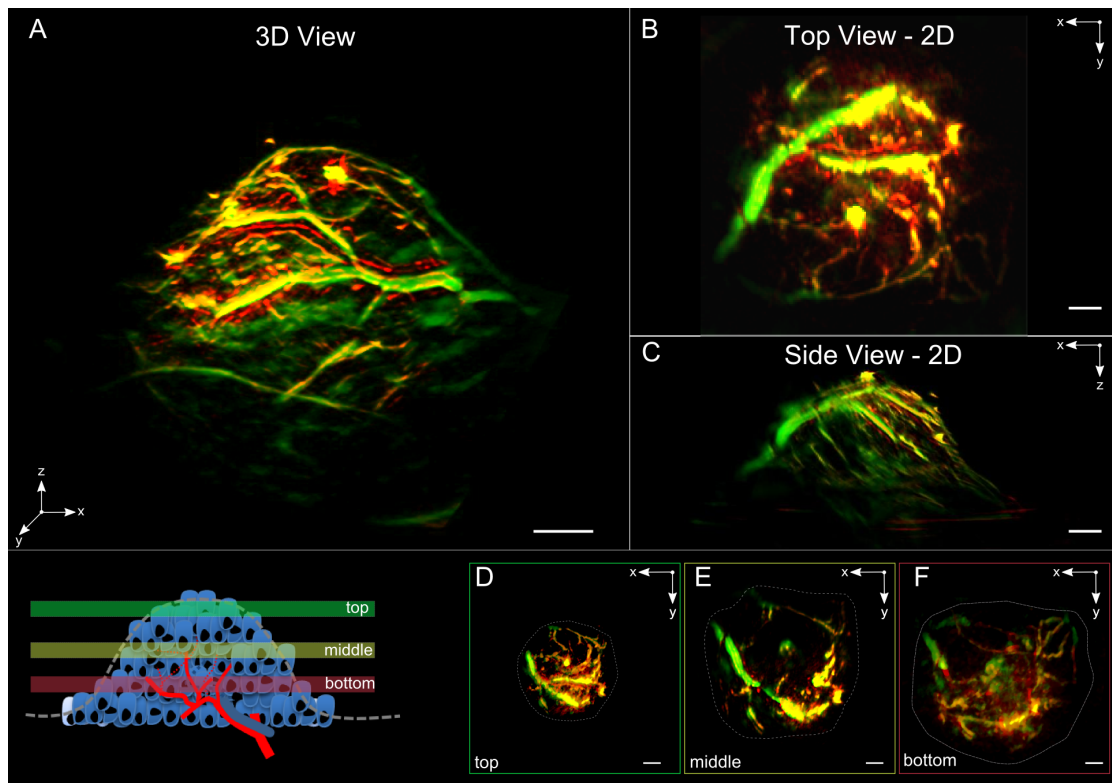 A
3D View
z
x
y
B
Top View - 2D
x
y
C
Side View - 2D
x
z
top
middle
bottom
D
x
y
top
E
x
y
middle
F
x
y
bottom